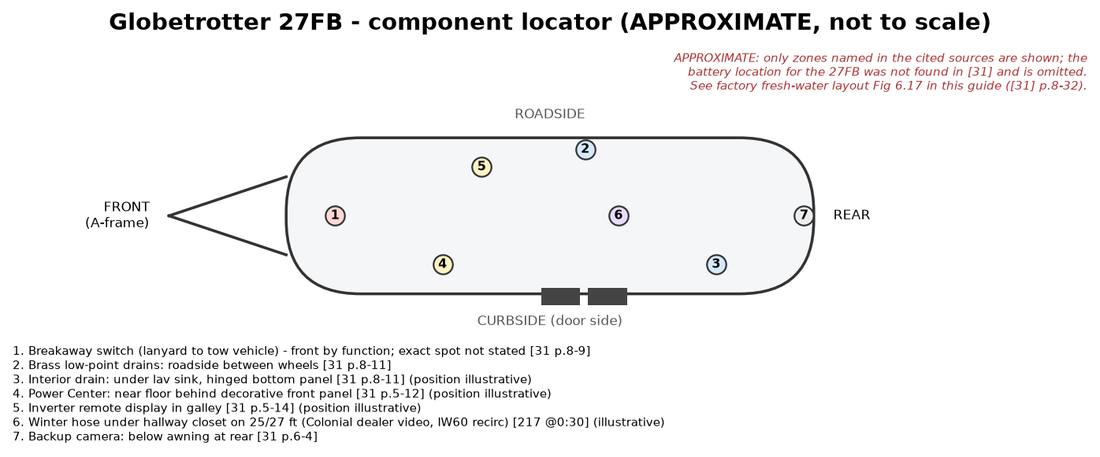 Globetrotter 27FB - component locator (APPROXIMATE, not to scale)
APPROXIMATE: only zones named in the cited sources are shown; the
battery location for the 27FB was not found in [31] and is omitted.
See factory fresh-water layout Fig 6.17 in this guide ([31] p.8-32).
ROADSIDE
2
5
FRONT
(A-frame)
1
6
7
REAR
4
3
CURBSIDE (door side)
1. Breakaway switch (lanyard to tow vehicle) - front by function; exact spot not stated [31 p.8-9]
2. Brass low-point drains: roadside between wheels [31 p.8-11]
3. Interior drain: under lav sink, hinged bottom panel [31 p.8-11] (position illustrative)
4. Power Center: near floor behind decorative front panel [31 p.5-12] (position illustrative)
5. Inverter remote display in galley [31 p.5-14] (position illustrative)
6. Winter hose under hallway closet on 25/27 ft (Colonial dealer video, IW60 recirc) [217 @0:30] (illustrative)
7. Backup camera: below awning at rear [31 p.6-4]